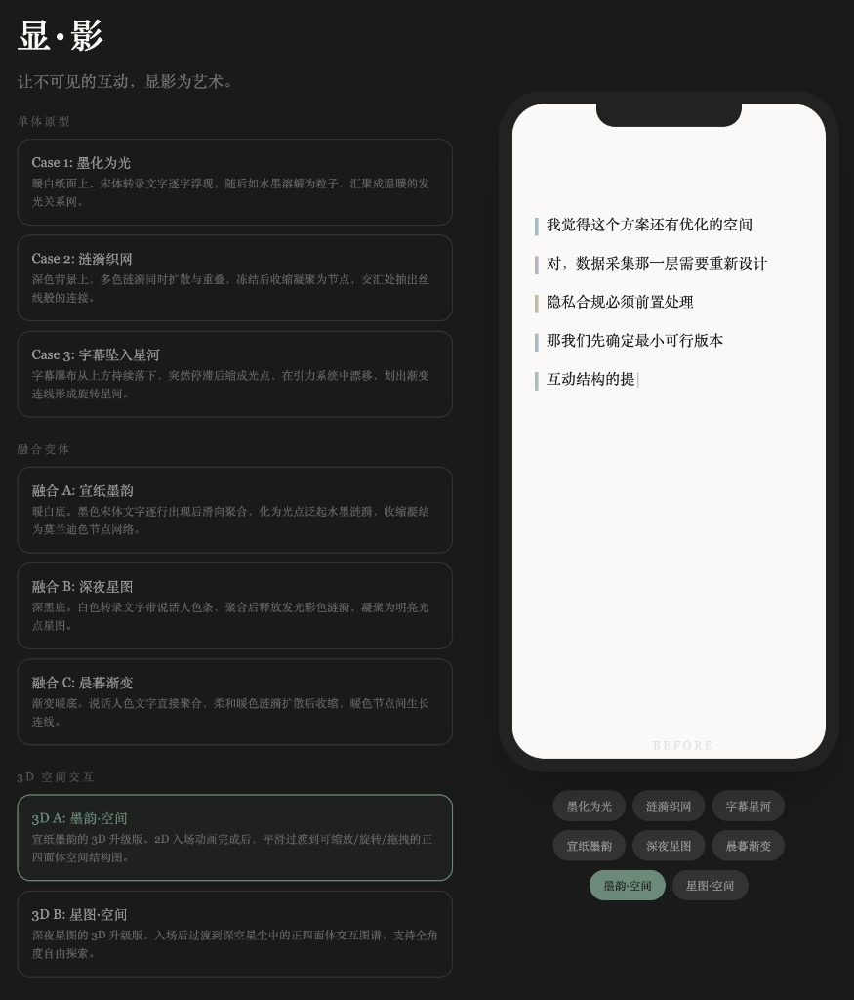 显·影
让不可见的互动，显影为艺术。
单体原型
Case 1: 墨化为光
暖白纸面上，宋体转录文字逐字浮现，随后如水墨溶解为粒子，汇聚成温暖的发
光关系网。
Case 2: 涟漪织网
深色背景上，多色涟漪同时扩散与重叠，冻结后收缩凝聚为节点，交汇处抽出丝
线般的连接。
Case 3: 字幕坠入星河
字幕瀑布从上方持续落下，突然停滞后缩成光点，在引力系统中漂移，划出渐变
连线形成旋转星河。
融合变体
融合 A: 宣纸墨韵
暖白底。墨色宋体文字逐行出现后滑向聚合，化为光点泛起水墨涟漪，收缩凝结
为莫兰迪色节点网络。
融合 B: 深夜星图
深黑底。白色转录文字带说话人色条，聚合后释放发光彩色涟漪，凝聚为明亮光
点星图。
融合 C: 晨暮渐变
渐变暖底。说话人色文字直接聚合，柔和暖色涟漪扩散后收缩，暖色节点间生长
连线。
3D 空间交互
3D A: 墨韵·空间
宣纸墨韵的 3D 升级版。2D 入场动画完成后，平滑过渡到可缩放/旋转/拖拽的正
四面体空间结构图。
3D B: 星图·空间
深夜星图的 3D 升级版。入场后过渡到深空星尘中的正四面体交互图谱，支持全角
度自由探索。
我觉得这个方案还有优化的空间
对，数据采集那一层需要重新设计
隐私合规必须前置处理
那我们先确定最小可行版本
互动结构的提
BEFORE
墨化为光 涟漪织网 字幕星河
宣纸墨韵 深夜星图 晨暮渐变
墨韵·空间 星图·空间